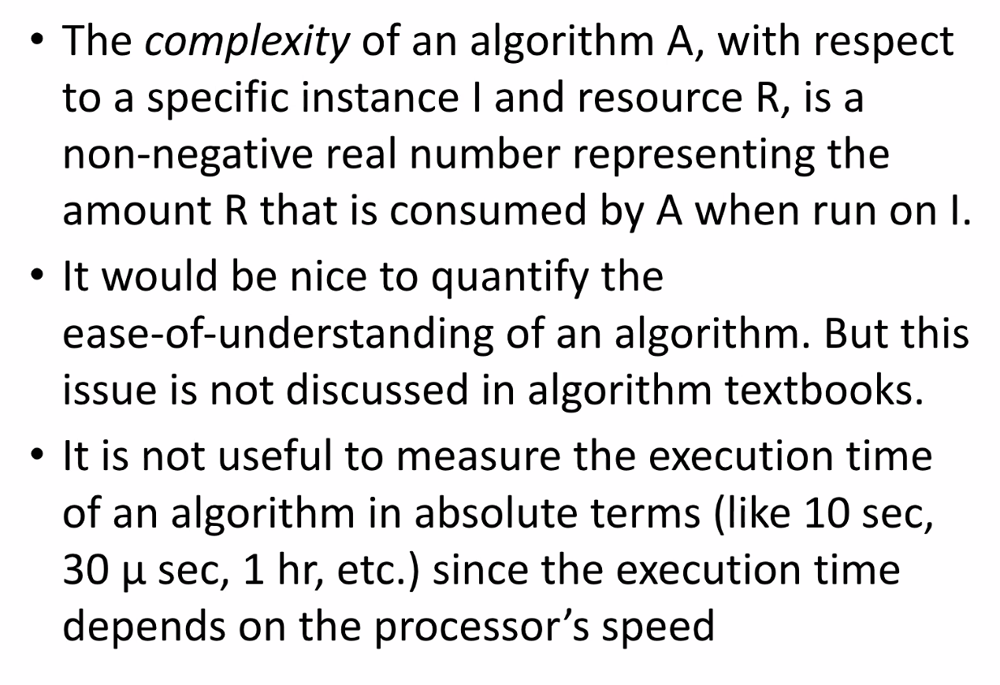 • The complexity of an algorithm A, with respect
to a specific instance I and resource R, is a
non-negative real number representing the
amount R that is consumed by A when run on I.
• It would be nice to quantify the
ease-of-understanding of an algorithm. But this
issue is not discussed in algorithm textbooks.
• It is not useful to measure the execution time
of an algorithm in absolute terms (like 10 sec,
30 μ sec, 1 hr, etc.) since the execution time
depends on the processor’s speed